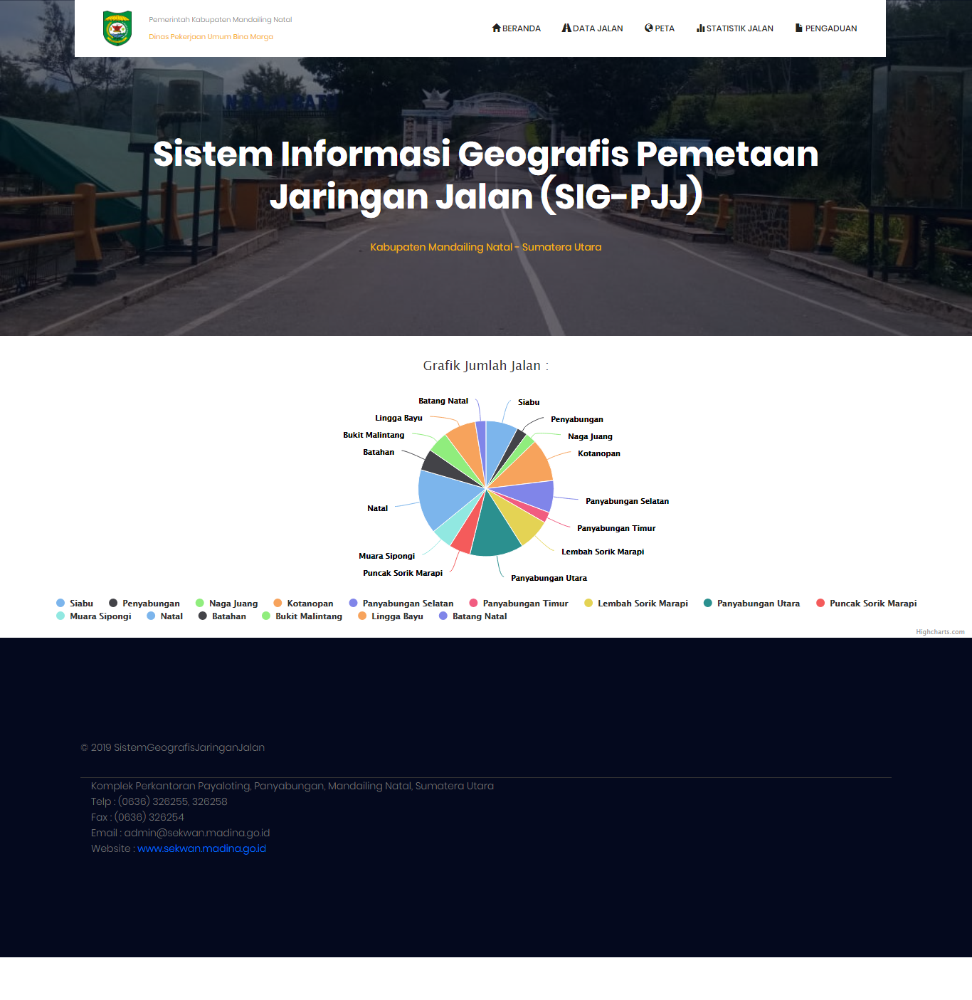 Pemerintah Kabupaten Mandailing Natal
Dinas Pekerjaan Umum Bina Marga
BERANDA
DATA JALAN
PETA
STATISTIK JALAN
PENGADUAN
Sistem Informasi Geografis Pemetaan
Jaringan Jalan (SIG-PJJ)
Kabupaten Mandailing Natal - Sumatera Utara
Grafik Jumlah Jalan :
Batang Natal
Siabu
Lingga Bayu
Penyabungan
Bukit Malintang
Naga Juang
Batahan
Kotanopan
Natal
Panyabungan Selatan
Panyabungan Timur
Muara Sipongi
Lembah Sorik Marapi
Puncak Sorik Marapi
Panyabungan Utara
Siabu Penyabungan Naga Juang Kotanopan Panyabungan Selatan Panyabungan Timur Lembah Sorik Marapi Panyabungan Utara Puncak Sorik Marapi
Muara Sipongi Natal Batahan Bukit Malintang Lingga Bayu Batang Natal
Highcharts.com
© 2019 SistemGeografisJaringanJalan
Komplek Perkantoran Payaloting, Panyabungan, Mandailing Natal, Sumatera Utara
Telp : (0636) 326255, 326258
Fax : (0636) 326254
Email : admin@sekwan.madina.go.id
Website : www.sekwan.madina.go.id